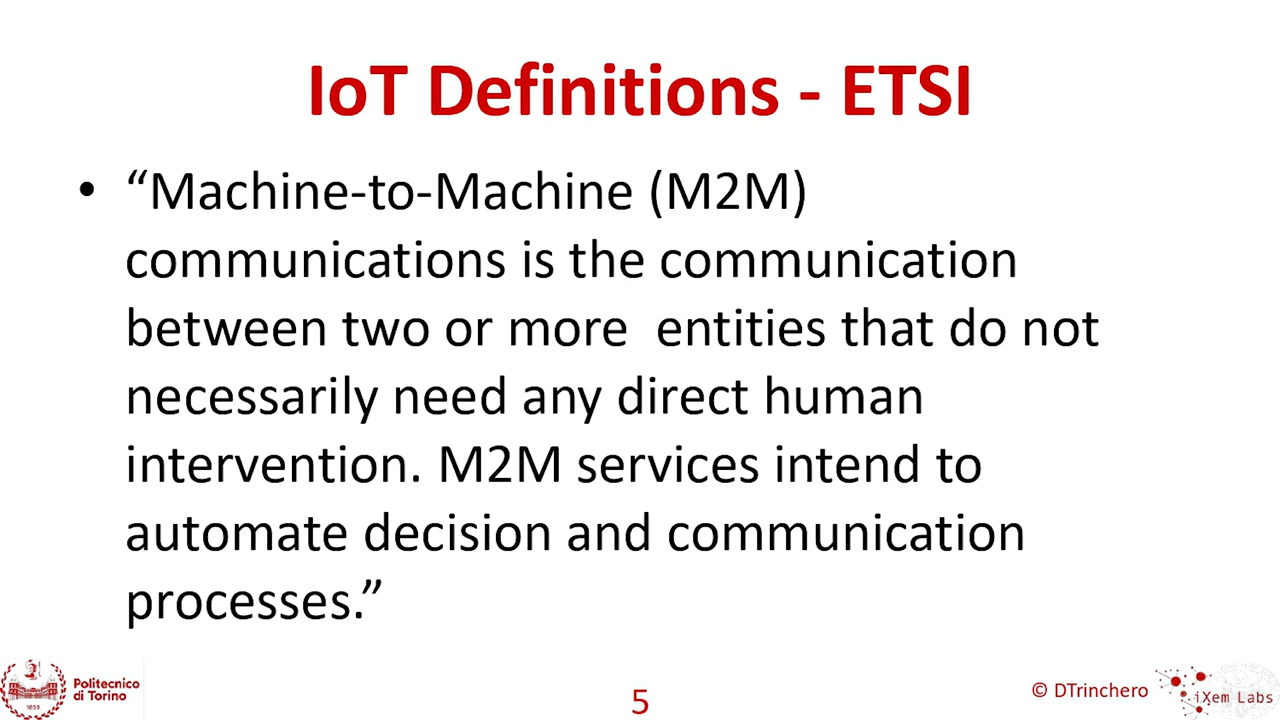 IoT Definitions - ETSI
• “Machine-to-Machine (M2M)
communications is the communication
between two or more  entities that do not
necessarily need any direct human
intervention. M2M services intend to
automate decision and communication
processes.”
Politecnico
di Torino
1859
5
© DTrinchero
iXem Labs